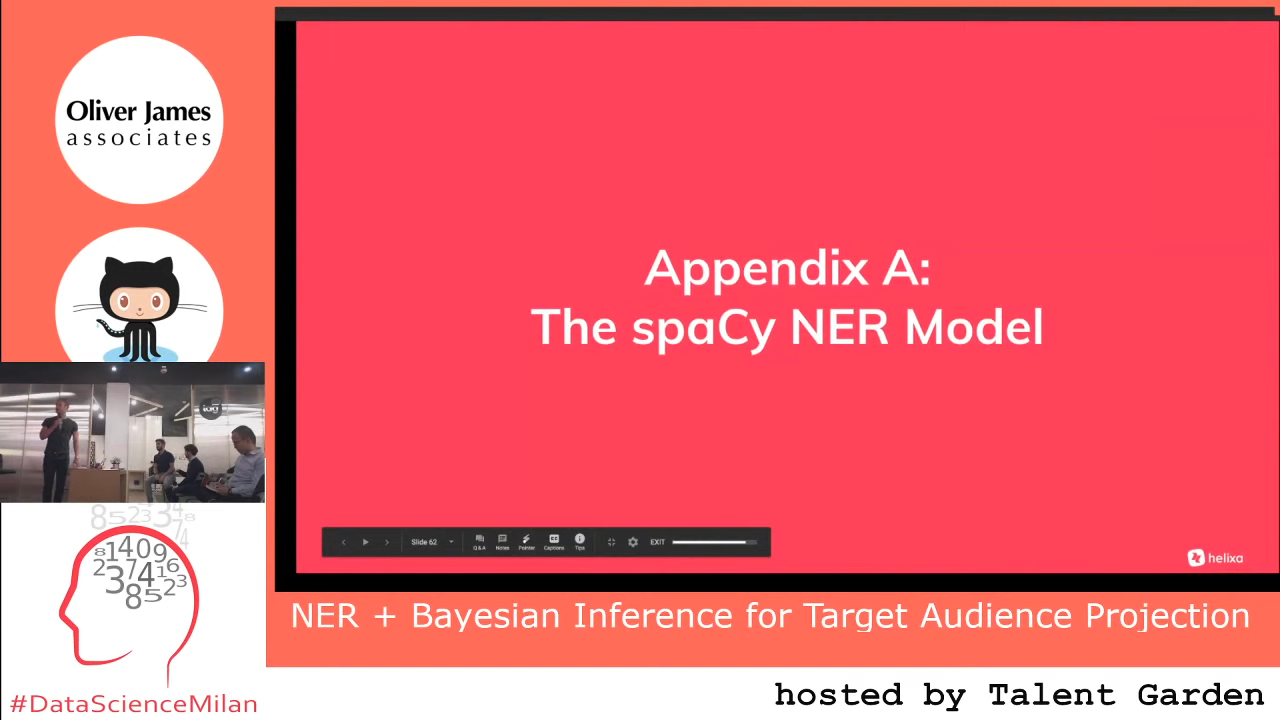 Oliver James
associates
Appendix A:
The spaCy NER Model
Slide 62
Q&A
Notes
Pointer
Captions
Tips
EXIT
helixa
NER + Bayesian Inference for Target Audience Projection
#DataScienceMilan
hosted by Talent Garden